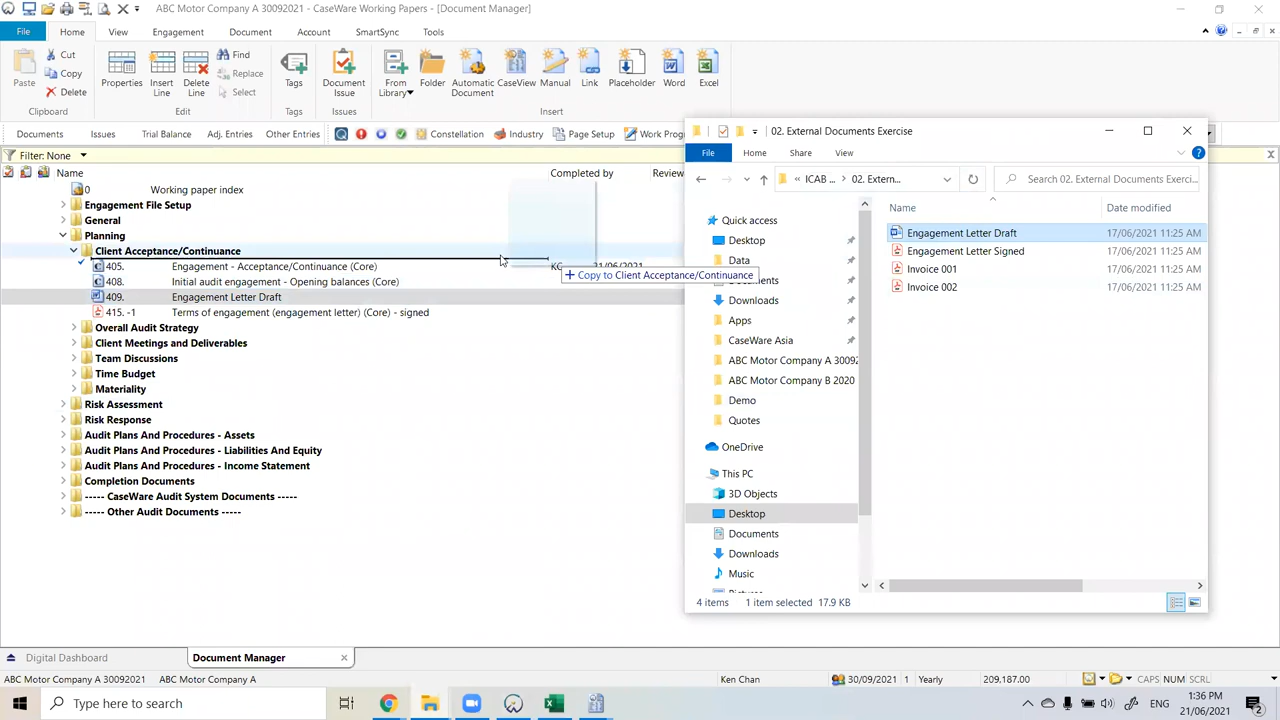 ABC Motor Company A 30092021 - CaseWare Working Papers - [Document Manager]
File Home View Engagement Document Account SmartSync Tools
Paste Cut Copy Delete Properties Insert Line Delete Line Find Replace Select Tags Document Issue From Library Folder Automatic Document CaseView Manual Link Placeholder Word Excel
Clipboard Edit Tags Issues Insert
Documents Issues Trial Balance Adj. Entries Other Entries Constellation Industry Page Setup Work Prog
Filter: None
Name Completed by Review
0 Working paper index
Engagement File Setup
General
Planning
Client Acceptance/Continuance
405. Engagement - Acceptance/Continuance (Core) KC 21/06/2021
408. Initial audit engagement - Opening balances (Core)
409. Engagement Letter Draft
415. -1 Terms of engagement (engagement letter) (Core) - signed
Overall Audit Strategy
Client Meetings and Deliverables
Team Discussions
Time Budget
Materiality
Risk Assessment
Risk Response
Audit Plans And Procedures - Assets
Audit Plans And Procedures - Liabilities And Equity
Audit Plans And Procedures - Income Statement
Completion Documents
----- CaseWare Audit System Documents -----
----- Other Audit Documents -----
+ Copy to Client Acceptance/Continuance
02. External Documents Exercise
File Home Share View
« ICAB ... › 02. Extern... Search 02. External Documents Exerci...
Name Date modified
Quick access
Desktop
Data
Documents
Downloads
Apps
CaseWare Asia
ABC Motor Company A 30092
ABC Motor Company B 2020
Demo
Quotes
OneDrive
This PC
3D Objects
Desktop
Documents
Downloads
Music
Engagement Letter Draft 17/06/2021 11:25 AM
Engagement Letter Signed 17/06/2021 11:25 AM
Invoice 001 17/06/2021 11:25 AM
Invoice 002 17/06/2021 11:25 AM
4 items 1 item selected 17.9 KB
Digital Dashboard Document Manager
ABC Motor Company A 30092021 ABC Motor Company A Ken Chan 30/09/2021 1 Yearly 209,187.00 CAPS NUM SCRL
Type here to search
ENG 1:36 PM
21/06/2021 2